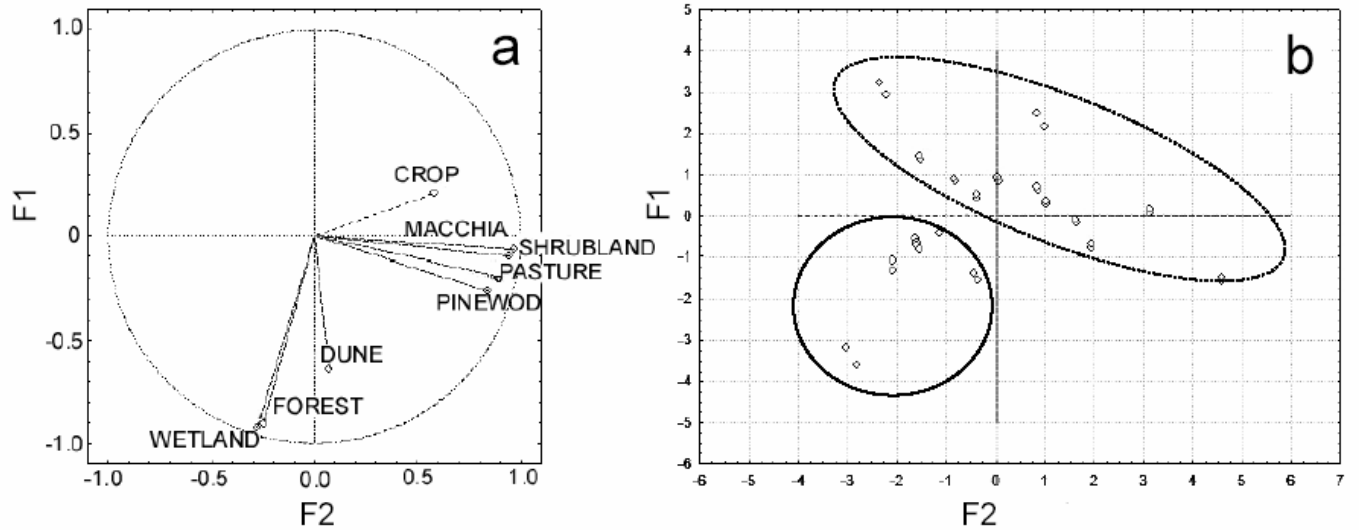 a
1.0
0.5
0
-0.5
-1.0
F1
CROP
MACCHIA
SHRUBLAND
PASTURE
PINEWOD
DUNE
FOREST
WETLAND
-1.0 -0.5 0.0 0.5 1.0
F2
b
5
4
3
2
1
0
-1
-2
-3
-4
-5
-6
F1
-6 -5 -4 -3 -2 -1 0 1 2 3 4 5 6 7
F2